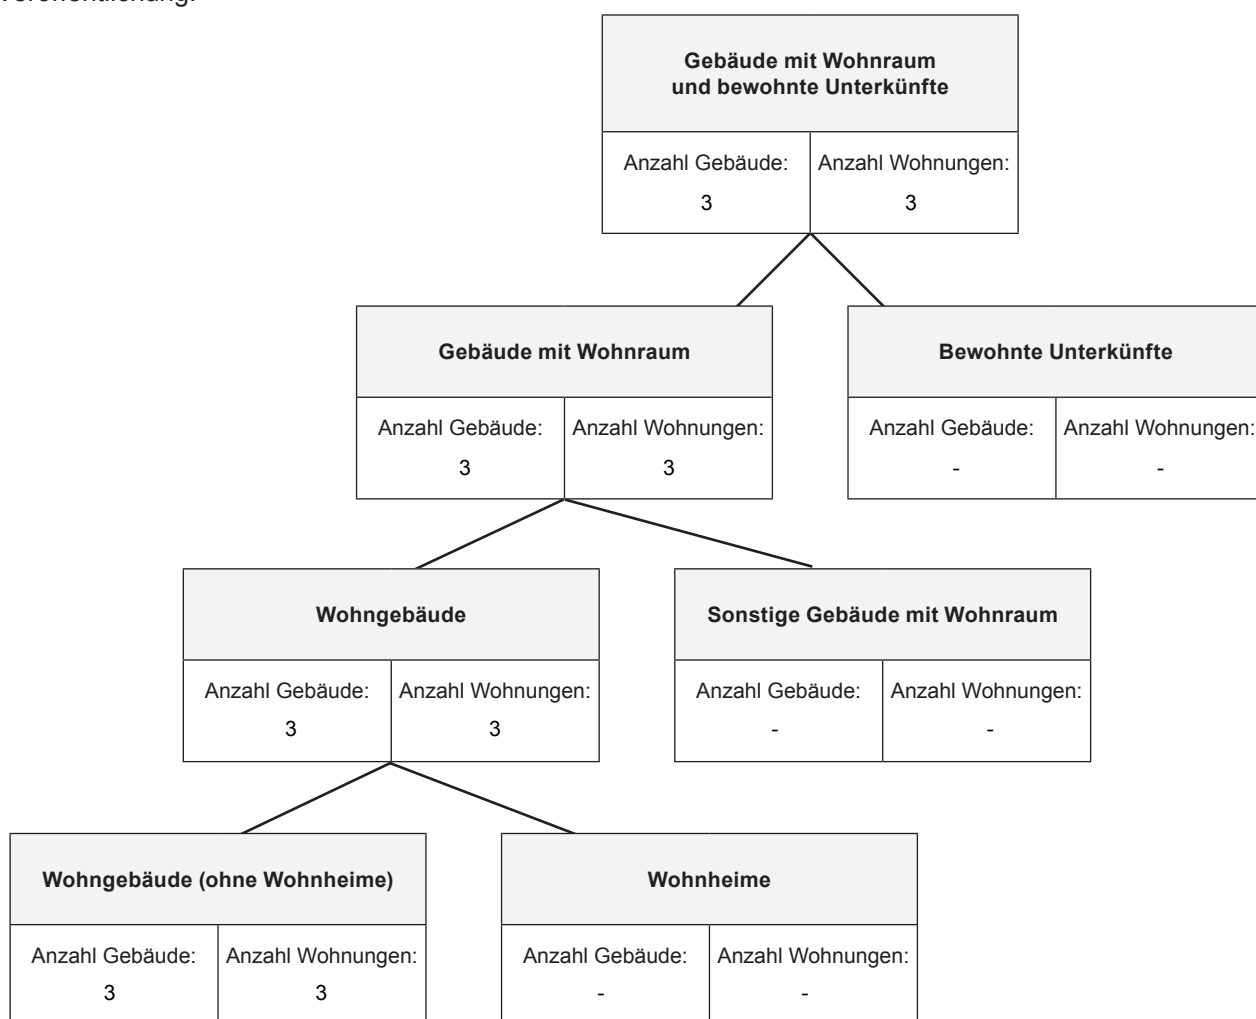 Veröffentlichung.
Gebäude mit Wohnraum
und bewohnte Unterkünfte
Anzahl Gebäude: Anzahl Wohnungen:
3 3
Gebäude mit Wohnraum Bewohnte Unterkünfte
Anzahl Gebäude: Anzahl Wohnungen: Anzahl Gebäude: Anzahl Wohnungen:
3 3 - -
Wohngebäude Sonstige Gebäude mit Wohnraum
Anzahl Gebäude: Anzahl Wohnungen: Anzahl Gebäude: Anzahl Wohnungen:
3 3 - -
Wohngebäude (ohne Wohnheime) Wohnheime
Anzahl Gebäude: Anzahl Wohnungen: Anzahl Gebäude: Anzahl Wohnungen:
3 3 - -